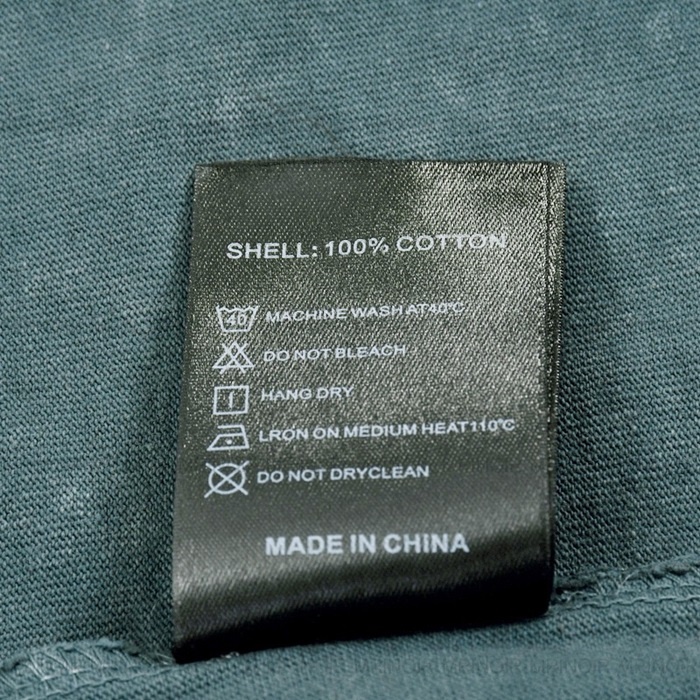 SHELL: 100% COTTON
40 MACHINE WASH AT40°C
DO NOT BLEACH
HANG DRY
LRON ON MEDIUM HEAT110°C
DO NOT DRYCLEAN
MADE IN CHINA